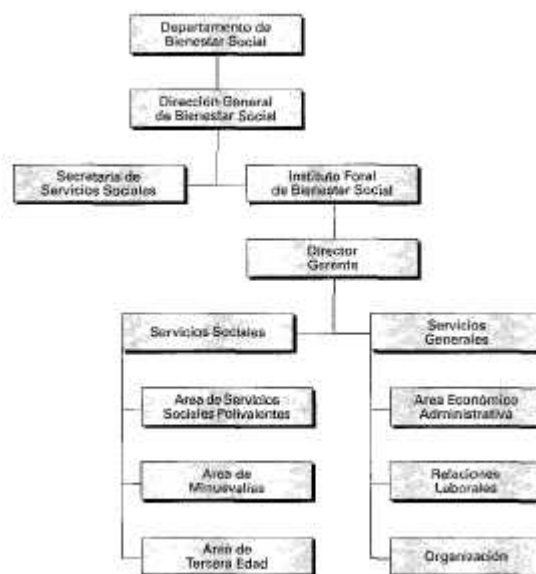 Departamento de
Bienestar Social
Dirección General
de Bienestar Social
Secretaría de
Servicios Sociales
Instituto Foral
de Bienestar Social
Director
Gerente
Servicios Sociales
Servicios
Generales
Area de Servicios
Sociales Polivalentes
Area Económico
Administrativa
Area de
Minusvalías
Relaciones
Laborales
Area de
Tercera Edad
Organización